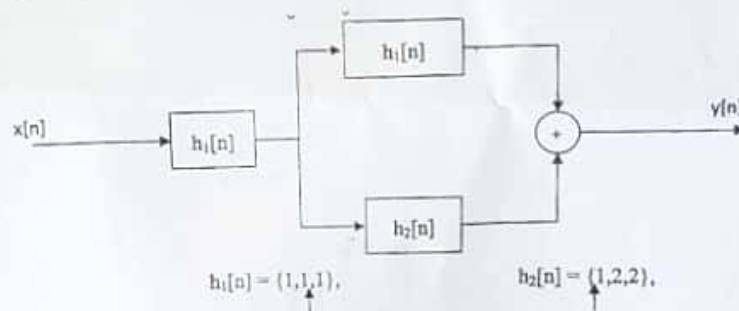 h₁[n]
x[n]
y[n]
h₁[n]
+
h₂[n]
h₁[n] = {1,1,1},
h₂[n] = {1,2,2},